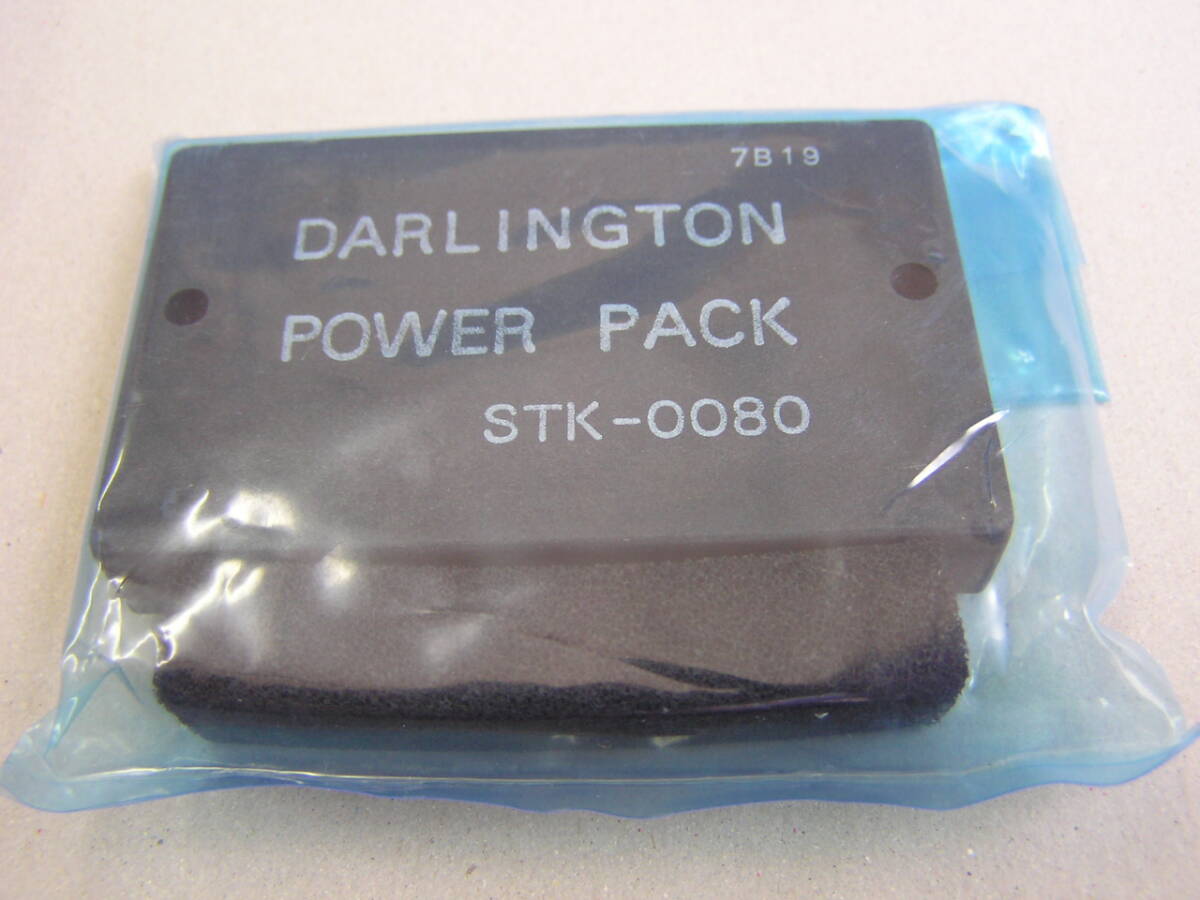 7B19
DARLINGTON
POWER PACK
STK-0080